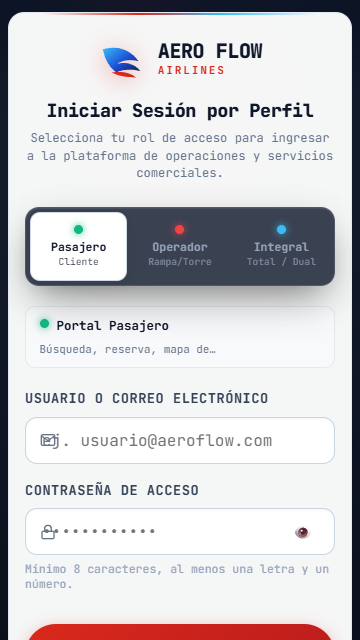 AERO FLOW
AIRLINES
Iniciar Sesión por Perfil
Selecciona tu rol de acceso para ingresar
a la plataforma de operaciones y servicios
comerciales.
Pasajero
Cliente
Operador
Rampa/Torre
Integral
Total / Dual
Portal Pasajero
Búsqueda, reserva, mapa de…
USUARIO O CORREO ELECTRÓNICO
Ej. usuario@aeroflow.com
CONTRASEÑA DE ACCESO
••••••••••••
Mínimo 8 caracteres, al menos una letra y un
número.